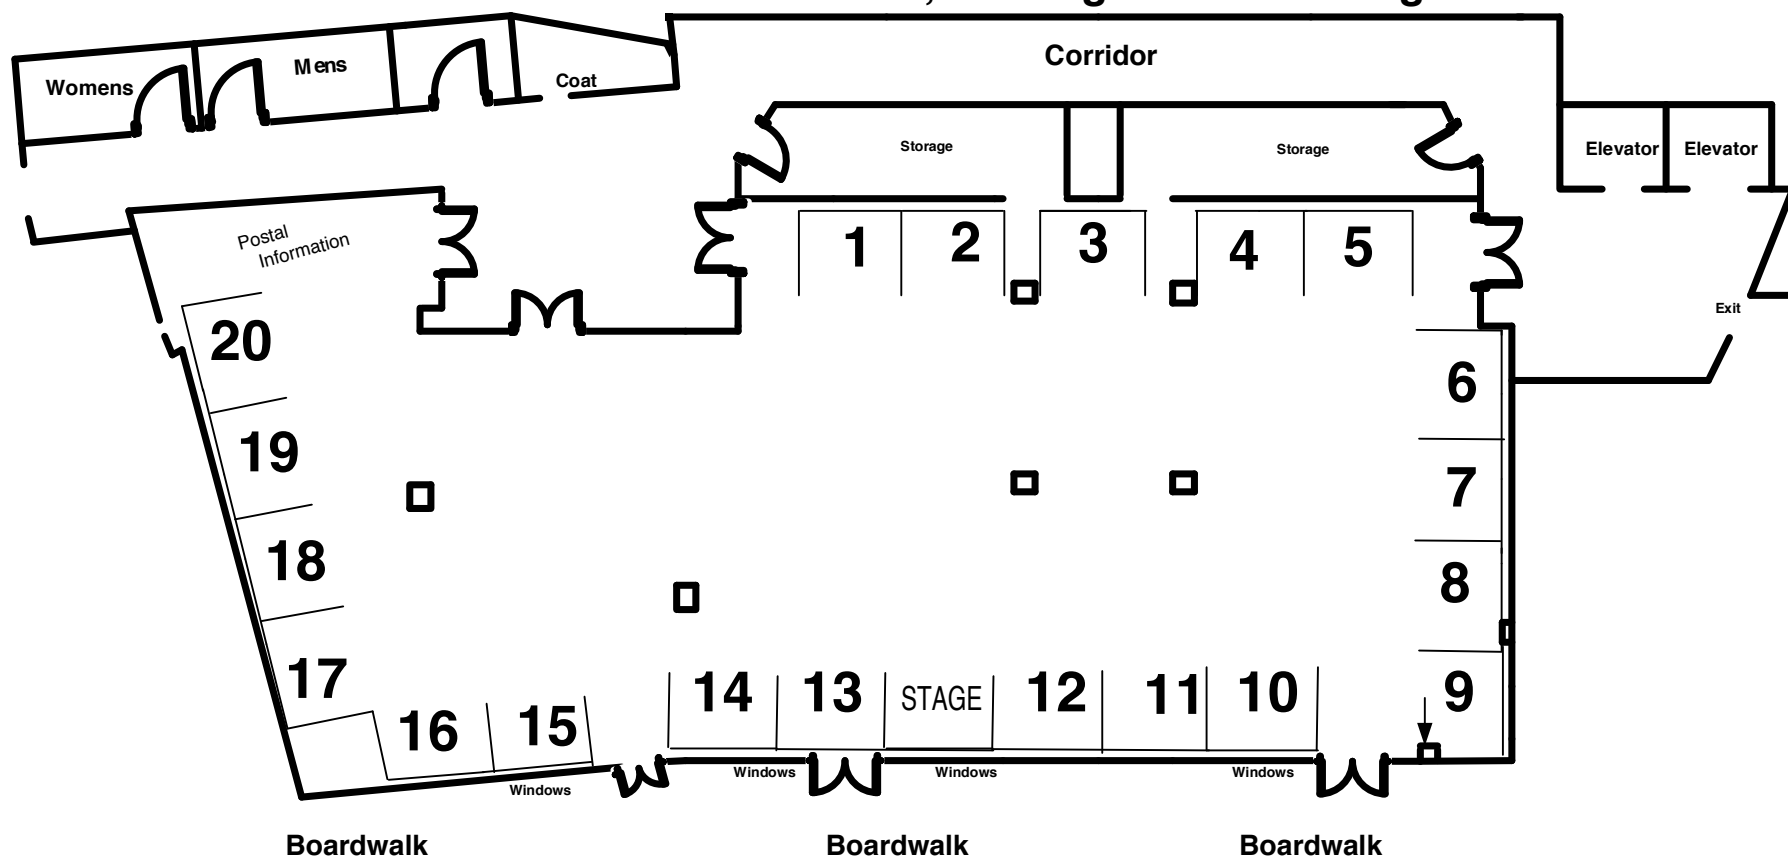 Corridor
Womens
Mens
Coat
Storage
Storage
Elevator
Elevator
Postal
Information
1
2
3
4
5
Exit
20
6
19
7
18
8
17
16
15
14
13
STAGE
12
11
10
9
Windows
Windows
Windows
Windows
Boardwalk
Boardwalk
Boardwalk